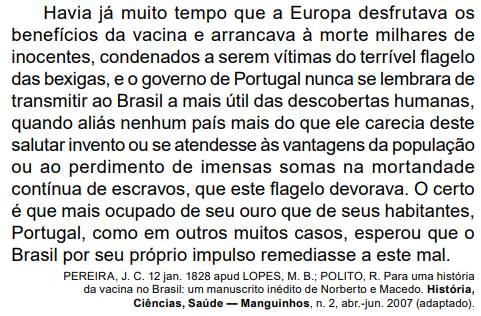 Havia já muito tempo que a Europa desfrutava os
benefícios da vacina e arrancava à morte milhares de
inocentes, condenados a serem vítimas do terrível flagelo
das bexigas, e o governo de Portugal nunca se lembrara de
transmitir ao Brasil a mais útil das descobertas humanas,
quando aliás nenhum país mais do que ele carecia deste
salutar invento ou se atendesse às vantagens da população
ou ao perdimento de imensas somas na mortandade
contínua de escravos, que este flagelo devorava. O certo
é que mais ocupado de seu ouro que de seus habitantes,
Portugal, como em outros muitos casos, esperou que o
Brasil por seu próprio impulso remediasse a este mal.
PEREIRA, J. C. 12 jan. 1828 apud LOPES, M. B.; POLITO, R. Para uma história
da vacina no Brasil: um manuscrito inédito de Norberto e Macedo. História,
Ciências, Saúde — Manguinhos, n. 2, abr.-jun. 2007 (adaptado).